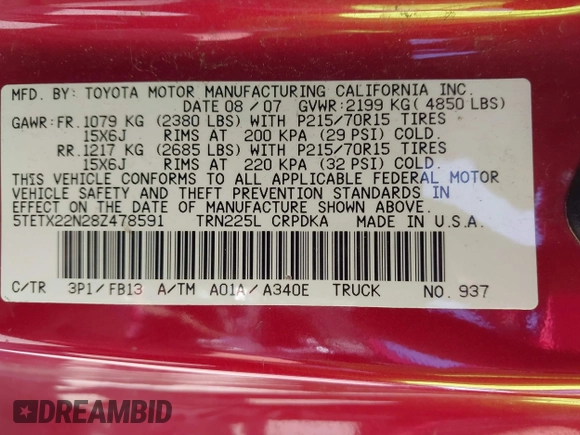 MFD. BY: TOYOTA MOTOR MANUFACTURING CALIFORNIA INC.
DATE 08 / 07 GVWR: 2199 KG( 4850 LBS)
GAWR: FR. 1079 KG (2380 LBS) WITH P215/70R15 TIRES
15X6J RIMS AT 200 KPA (29 PSI) COLD.
RR. 1217 KG (2685 LBS) WITH P215/70R15 TIRES
15X6J RIMS AT 220 KPA (32 PSI) COLD.
THIS VEHICLE CONFORMS TO ALL APPLICABLE FEDERAL MOTOR
VEHICLE SAFETY AND THEFT PREVENTION STANDARDS IN
EFFECT ON THE DATE OF MANUFACTURE SHOWN ABOVE.
5TETX22N28Z478591 TRN225L CRPDKA MADE IN U.S.A.
C/TR 3P1/FB13 A/TM A01A/A340E TRUCK NO. 937
DREAMBID